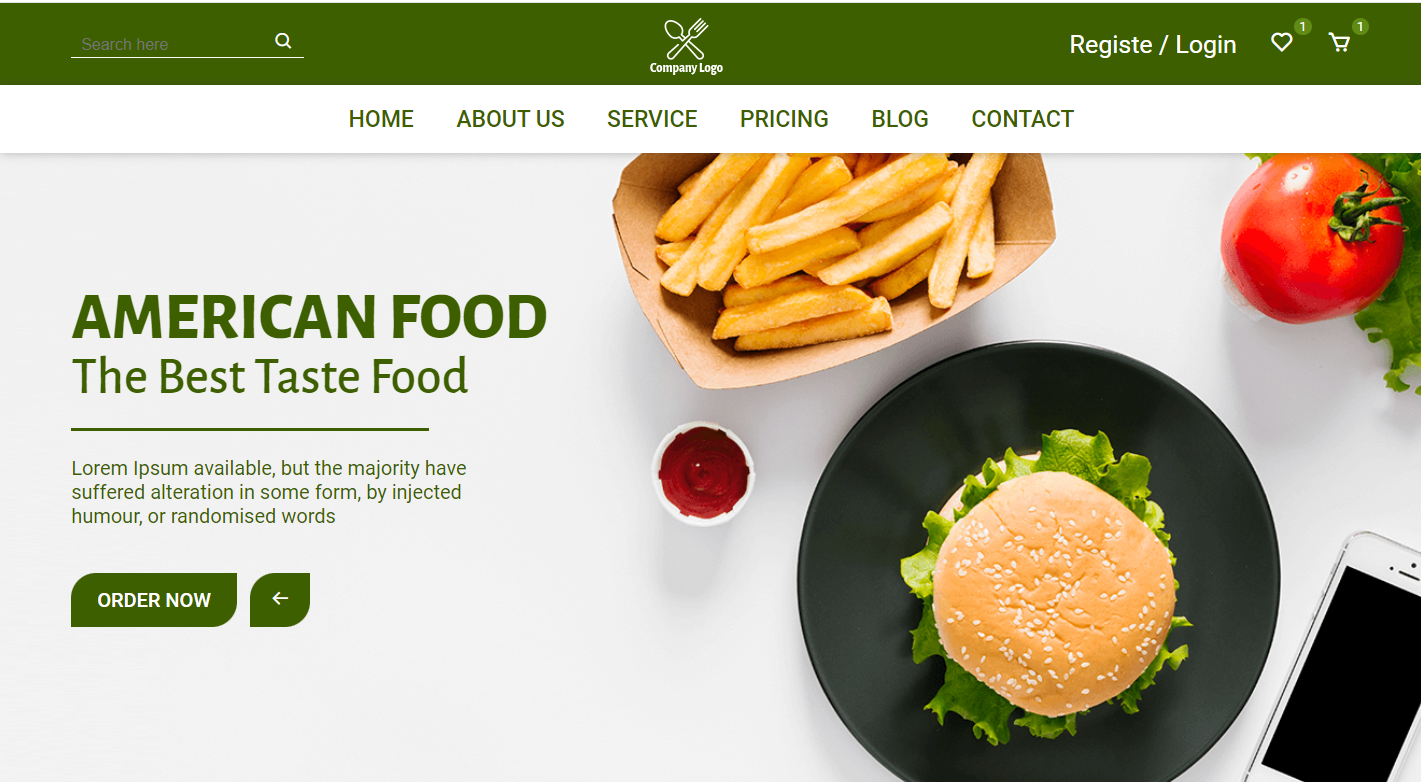 Search here
Company Logo
Registe / Login
1
1
HOME ABOUT US SERVICE PRICING BLOG CONTACT
AMERICAN FOOD
The Best Taste Food
Lorem Ipsum available, but the majority have
suffered alteration in some form, by injected
humour, or randomised words
ORDER NOW